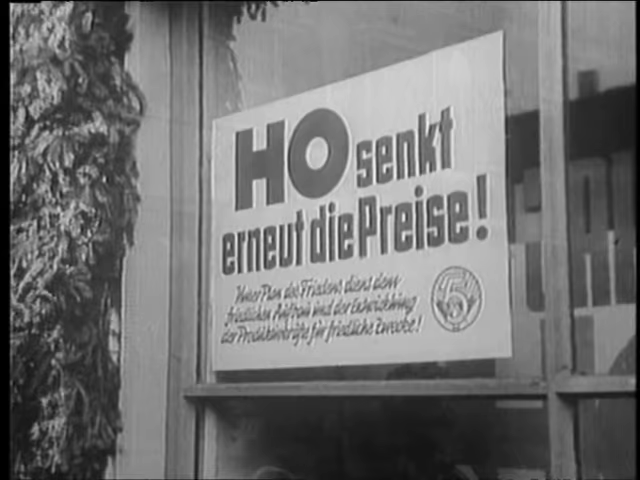 HO senkt
erneut die Preise!
Unser Plan des Friedens dient dem
friedlichen Aufbau und der Entwicklung
der Produktivkräfte für friedliche Zwecke!
5